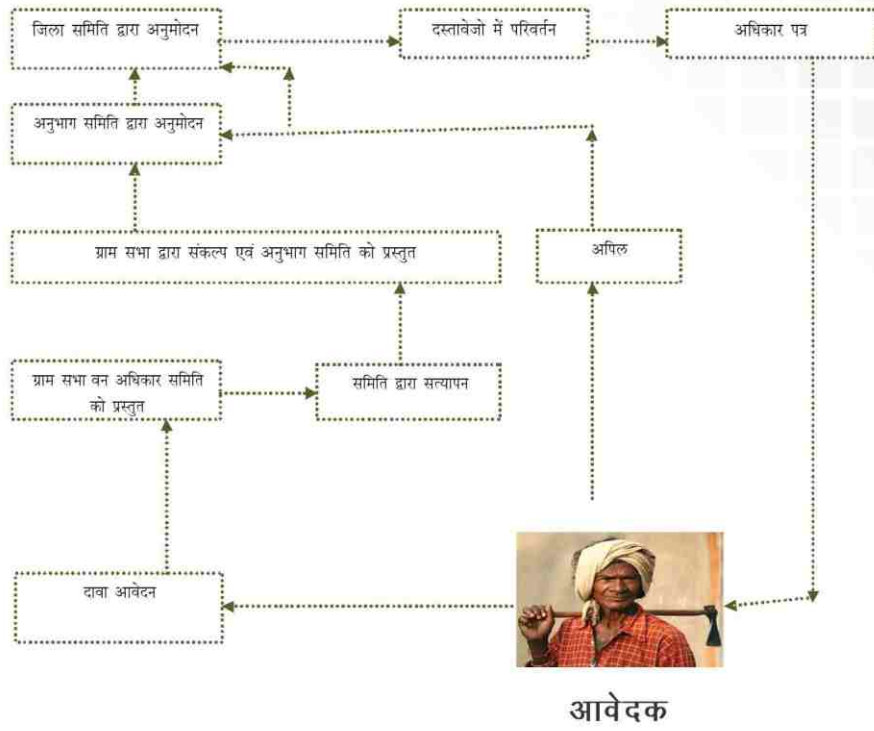 जिला समिति द्वारा अनुमोदन
दस्तावेजो में परिवर्तन
अधिकार पत्र
अनुभाग समिति द्वारा अनुमोदन
ग्राम सभा द्वारा संकल्प एवं अनुभाग समिति को प्रस्तुत
अपिल
ग्राम सभा वन अधिकार समिति
को प्रस्तुत
समिति द्वारा सत्यापन
दावा आवेदन
आवेदक